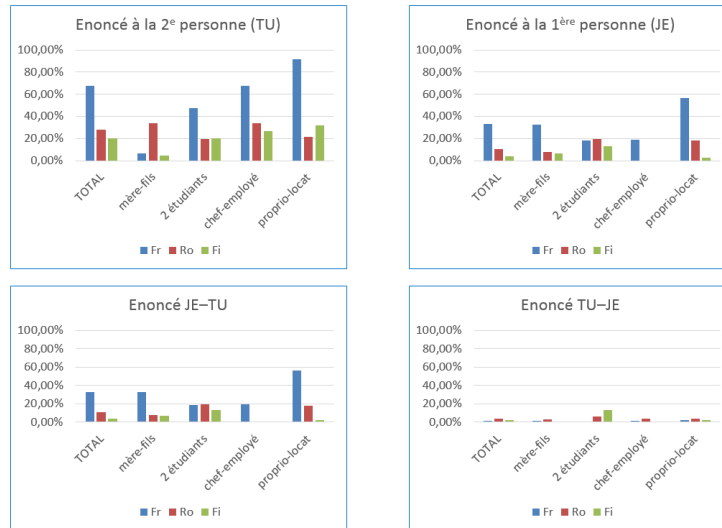 Enoncé à la 2e personne (TU)
100,00%
80,00%
60,00%
40,00%
20,00%
0,00%
TOTAL
mère-fils
2 étudiants
chef-employé
proprio-locat
Fr Ro Fi
Enoncé à la 1ère personne (JE)
100,00%
80,00%
60,00%
40,00%
20,00%
0,00%
TOTAL
mère-fils
2 étudiants
chef-employé
proprio-locat
Fr Ro Fi
Enoncé JE–TU
100,00%
80,00%
60,00%
40,00%
20,00%
0,00%
TOTAL
mère-fils
2 étudiants
chef-employé
proprio-locat
Fr Ro Fi
Enoncé TU–JE
100,00%
80,00%
60,00%
40,00%
20,00%
0,00%
TOTAL
mère-fils
2 étudiants
chef-employé
proprio-locat
Fr Ro Fi